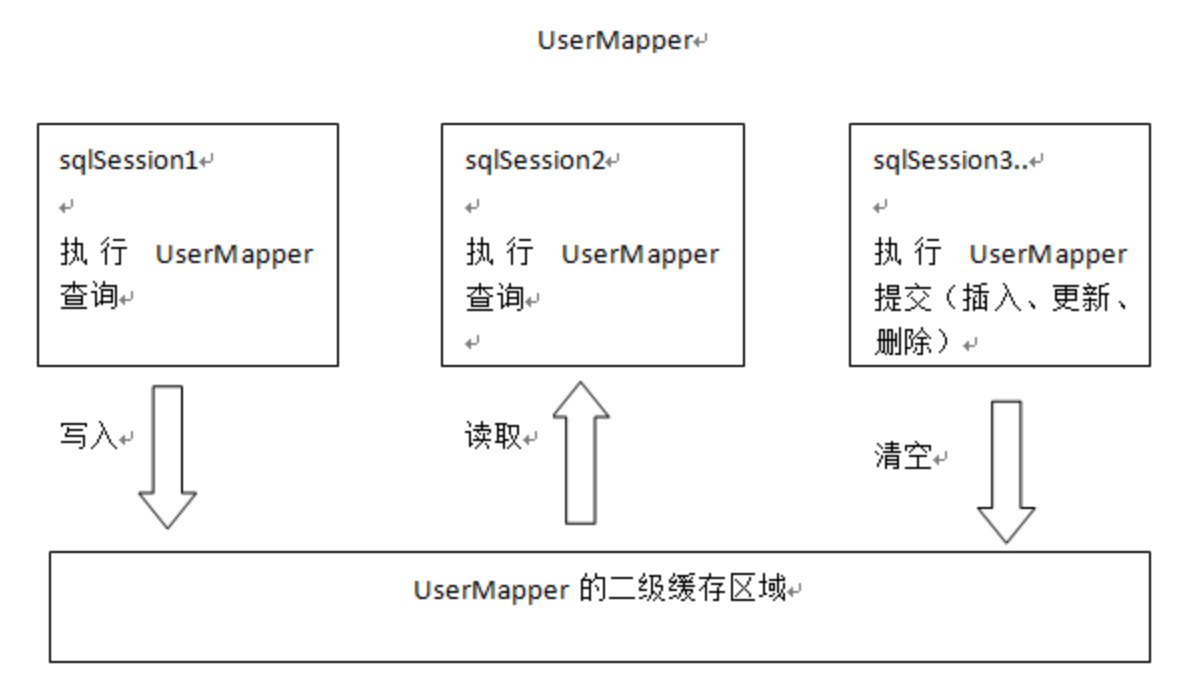 UserMapper
sqlSession1
执行 UserMapper
查询
sqlSession2
执行 UserMapper
查询
sqlSession3..
执行 UserMapper
提交（插入、更新、
删除）
写入
读取
清空
UserMapper 的二级缓存区域